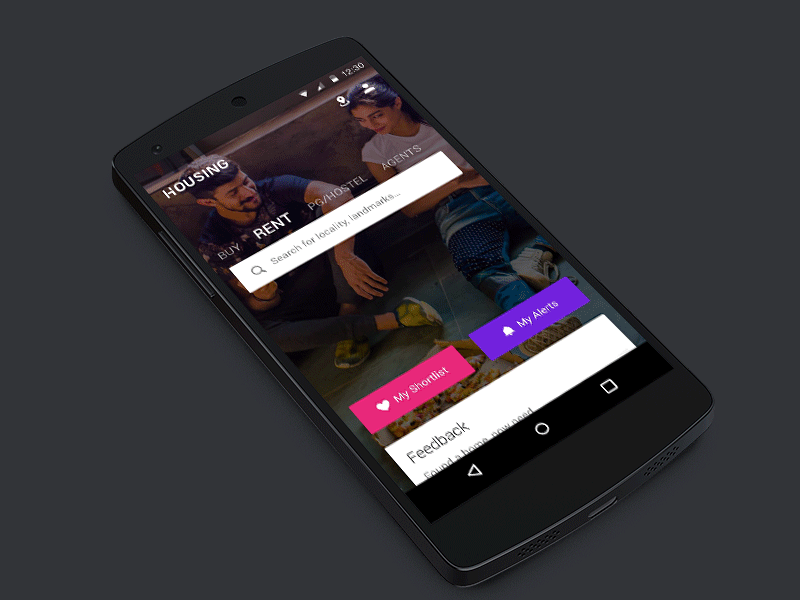 12:30
HOUSING
BUY RENT PG/HOSTEL AGENTS
Search for locality, landmarks...
My Shortlist
My Alerts
Feedback
Found a home, now need